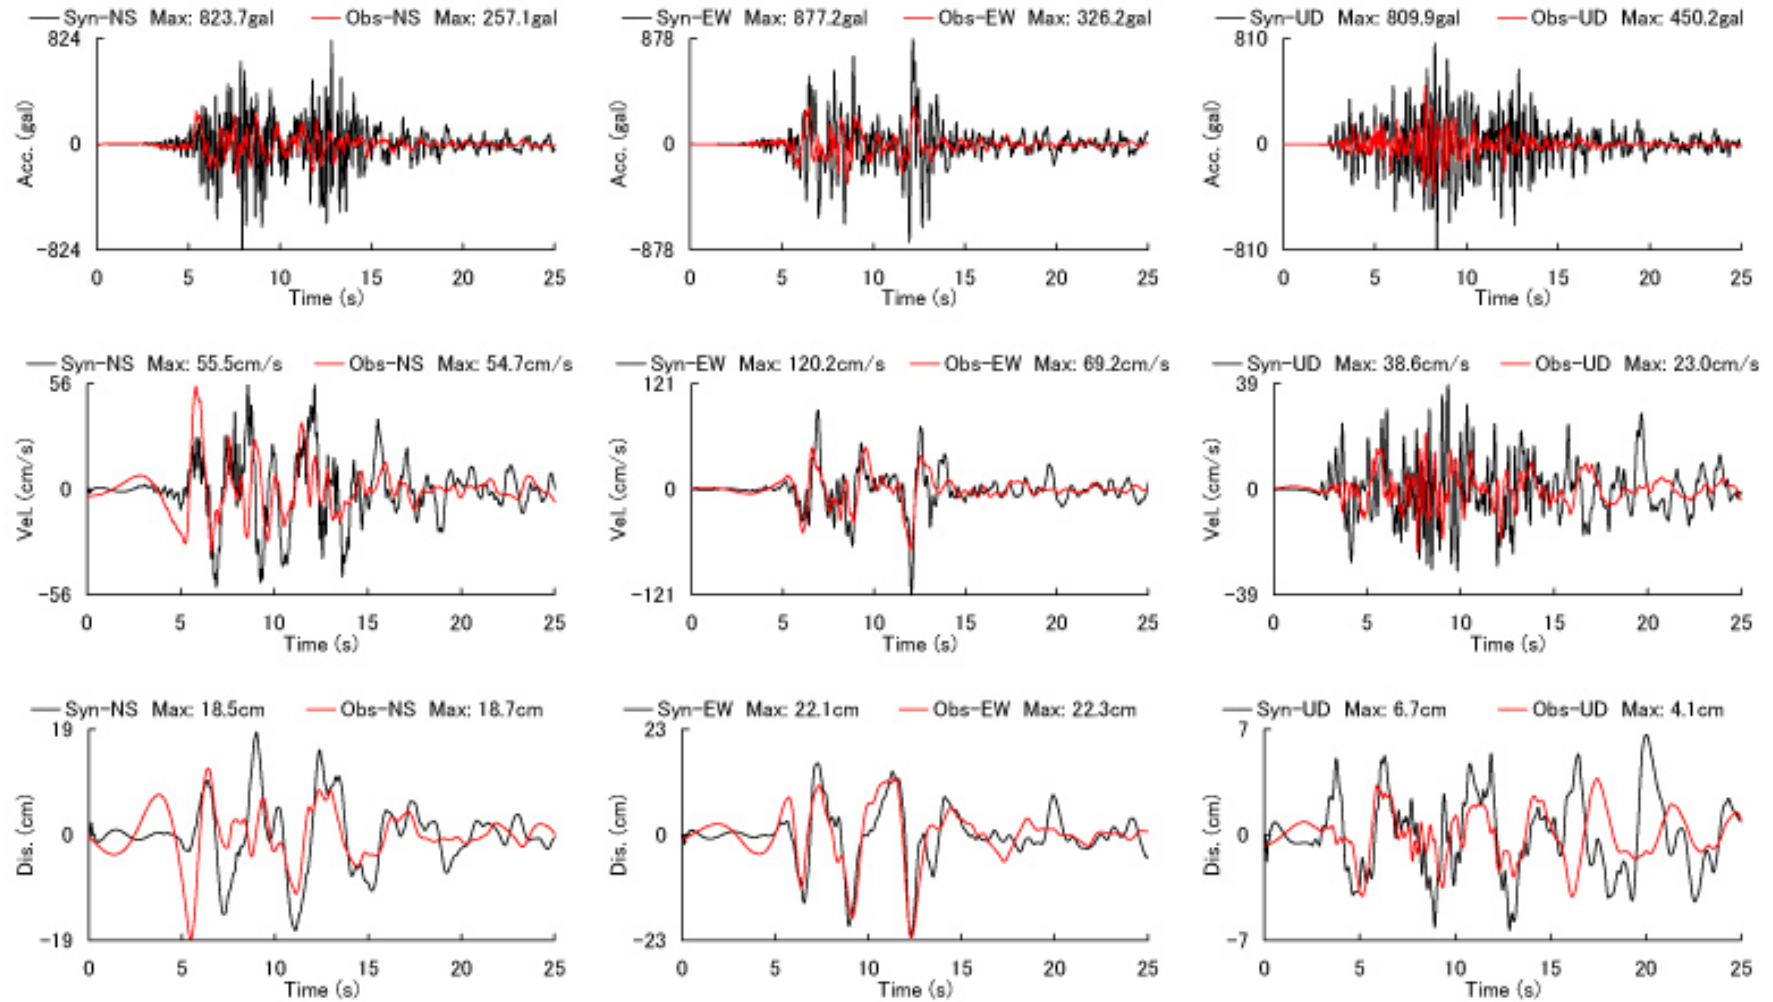 Syn-NS Max: 823.7gal Obs-NS Max: 257.1gal
824
Acc. (gal)
0
-824
0 5 10 15 20 25
Time (s)
Syn-EW Max: 877.2gal Obs-EW Max: 326.2gal
878
Acc. (gal)
0
-878
0 5 10 15 20 25
Time (s)
Syn-UD Max: 809.9gal Obs-UD Max: 450.2gal
810
Acc. (gal)
0
-810
0 5 10 15 20 25
Time (s)
Syn-NS Max: 55.5cm/s Obs-NS Max: 54.7cm/s
56
Vel. (cm/s)
0
-56
0 5 10 15 20 25
Time (s)
Syn-EW Max: 120.2cm/s Obs-EW Max: 69.2cm/s
121
Vel. (cm/s)
0
-121
0 5 10 15 20 25
Time (s)
Syn-UD Max: 38.6cm/s Obs-UD Max: 23.0cm/s
39
Vel. (cm/s)
0
-39
0 5 10 15 20 25
Time (s)
Syn-NS Max: 18.5cm Obs-NS Max: 18.7cm
19
Dis. (cm)
0
-19
0 5 10 15 20 25
Time (s)
Syn-EW Max: 22.1cm Obs-EW Max: 22.3cm
23
Dis. (cm)
0
-23
0 5 10 15 20 25
Time (s)
Syn-UD Max: 6.7cm Obs-UD Max: 4.1cm
7
Dis. (cm)
0
-7
0 5 10 15 20 25
Time (s)